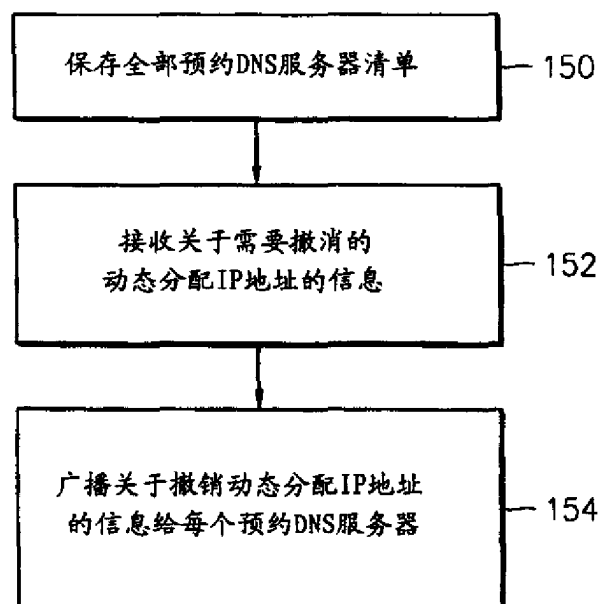 保存全部预约DNS服务器清单
150
接收关于需要撤消的
动态分配IP地址的信息
152
广播关于撤销动态分配IP地址
的信息给每个预约DNS服务器
154